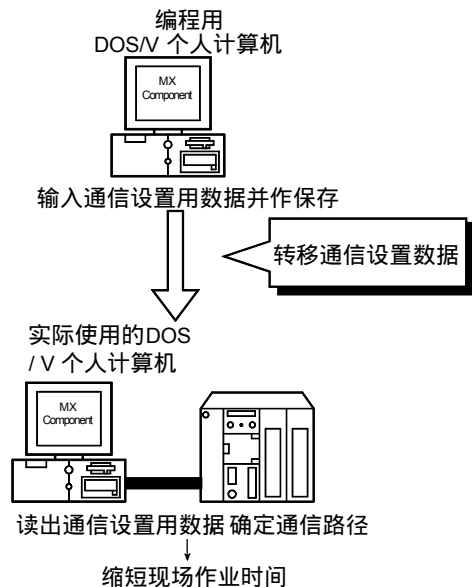 编程用
DOS/V 个人计算机
MX
Component
输入通信设置用数据并作保存
转移通信设置数据
实际使用的DOS
/ V 个人计算机
MX
Component
读出通信设置用数据 确定通信路径
↓
缩短现场作业时间